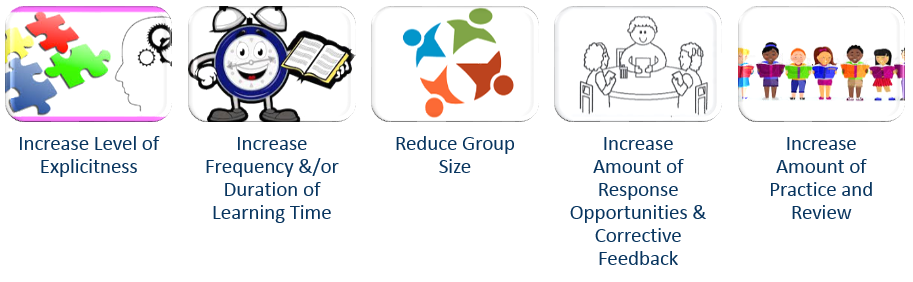 Increase Level of
Explicitness
Increase
Frequency &/or
Duration of
Learning Time
Reduce Group
Size
Increase
Amount of
Response
Opportunities &
Corrective
Feedback
Increase
Amount of
Practice and
Review